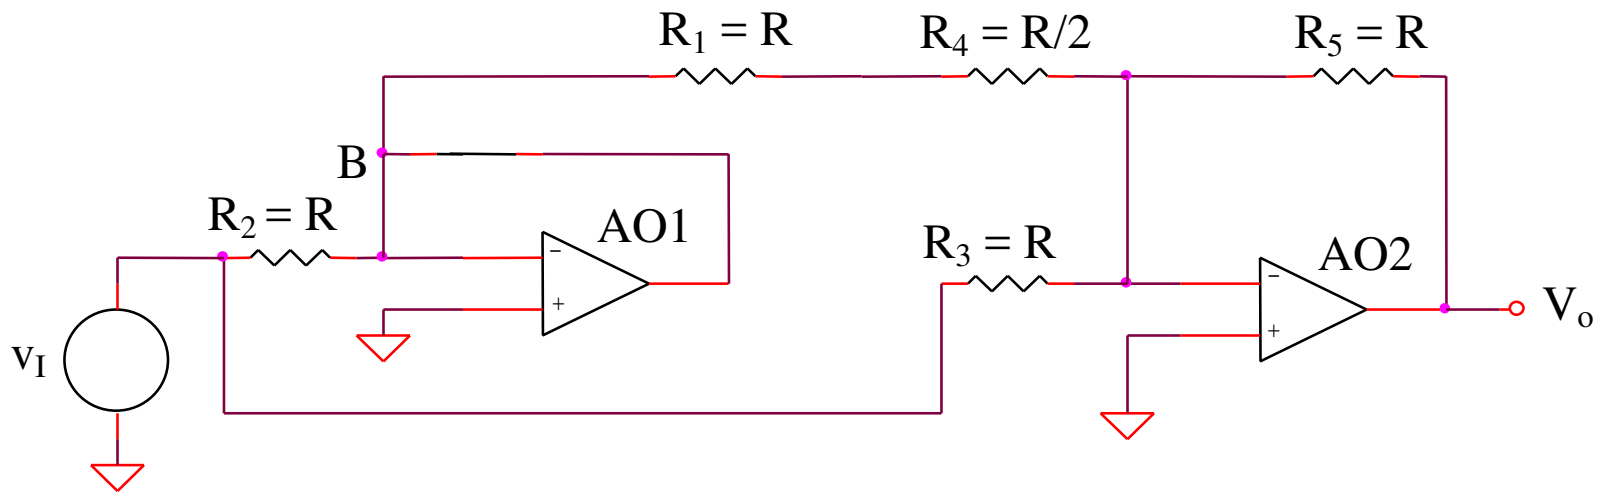 R₁ = R
R₄ = R/2
R₅ = R
B
R₂ = R
AO1
R₃ = R
AO2
−
+
−
+
vI
Vₒ